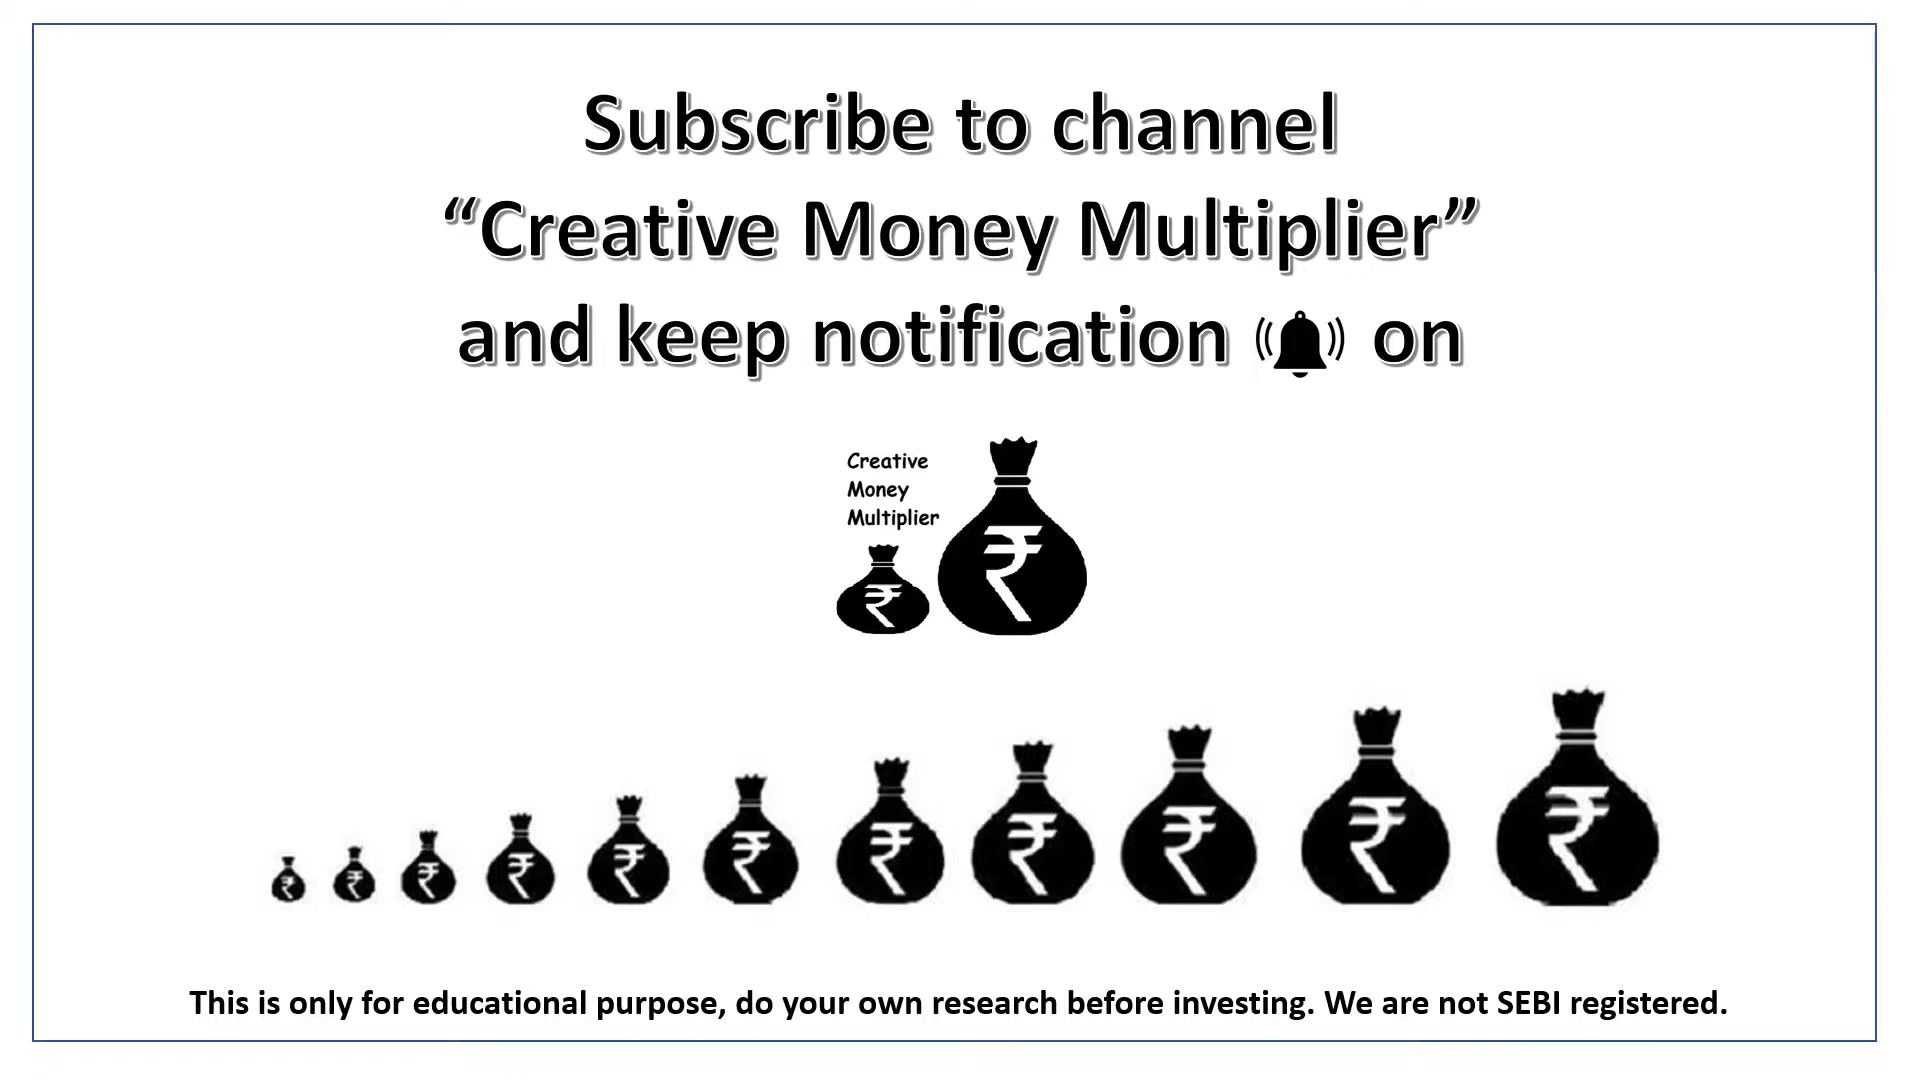 Subscribe to channel
“Creative Money Multiplier”
and keep notification on
Creative
Money
Multiplier
₹
₹
₹ ₹ ₹ ₹ ₹ ₹ ₹ ₹ ₹ ₹ ₹
This is only for educational purpose, do your own research before investing. We are not SEBI registered.